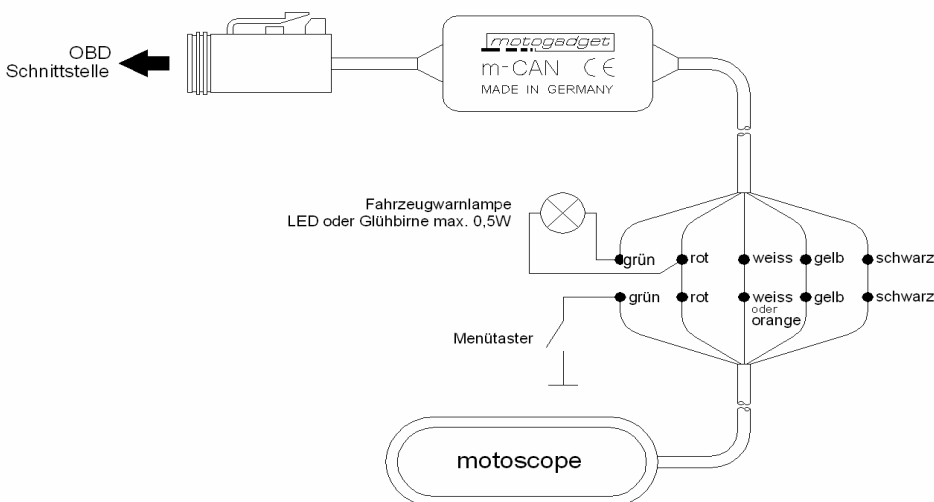 OBD
Schnittstelle
motogadget
m-CAN CE
MADE IN GERMANY
Fahrzeugwarnlampe
LED oder Glühbirne max. 0,5W
grün rot weiss gelb schwarz
grün rot weiss gelb schwarz
oder
orange
Menütaster
motoscope